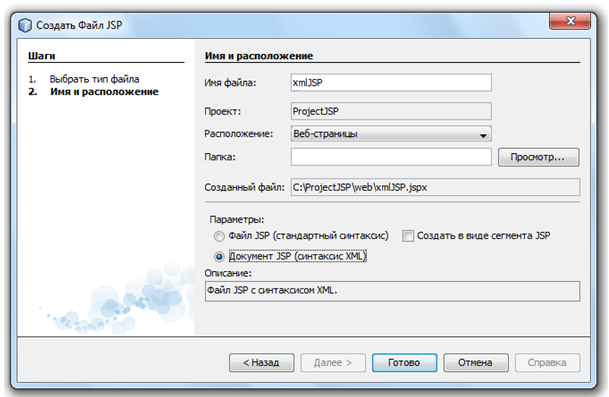 Создать Файл JSP
Шаги
1. Выбрать тип файла
2. Имя и расположение
Имя и расположение
Имя файла: xmlJSP
Проект: ProjectJSP
Расположение: Веб-страницы
Папка: Просмотр...
Созданный файл: C:\ProjectJSP\web\xmlJSP.jspx
Параметры:
Файл JSP (стандартный синтаксис) Создать в виде сегмента JSP
Документ JSP (синтаксис XML)
Описание:
Файл JSP с синтаксисом XML.
< Назад Далее > Готово Отмена Справка